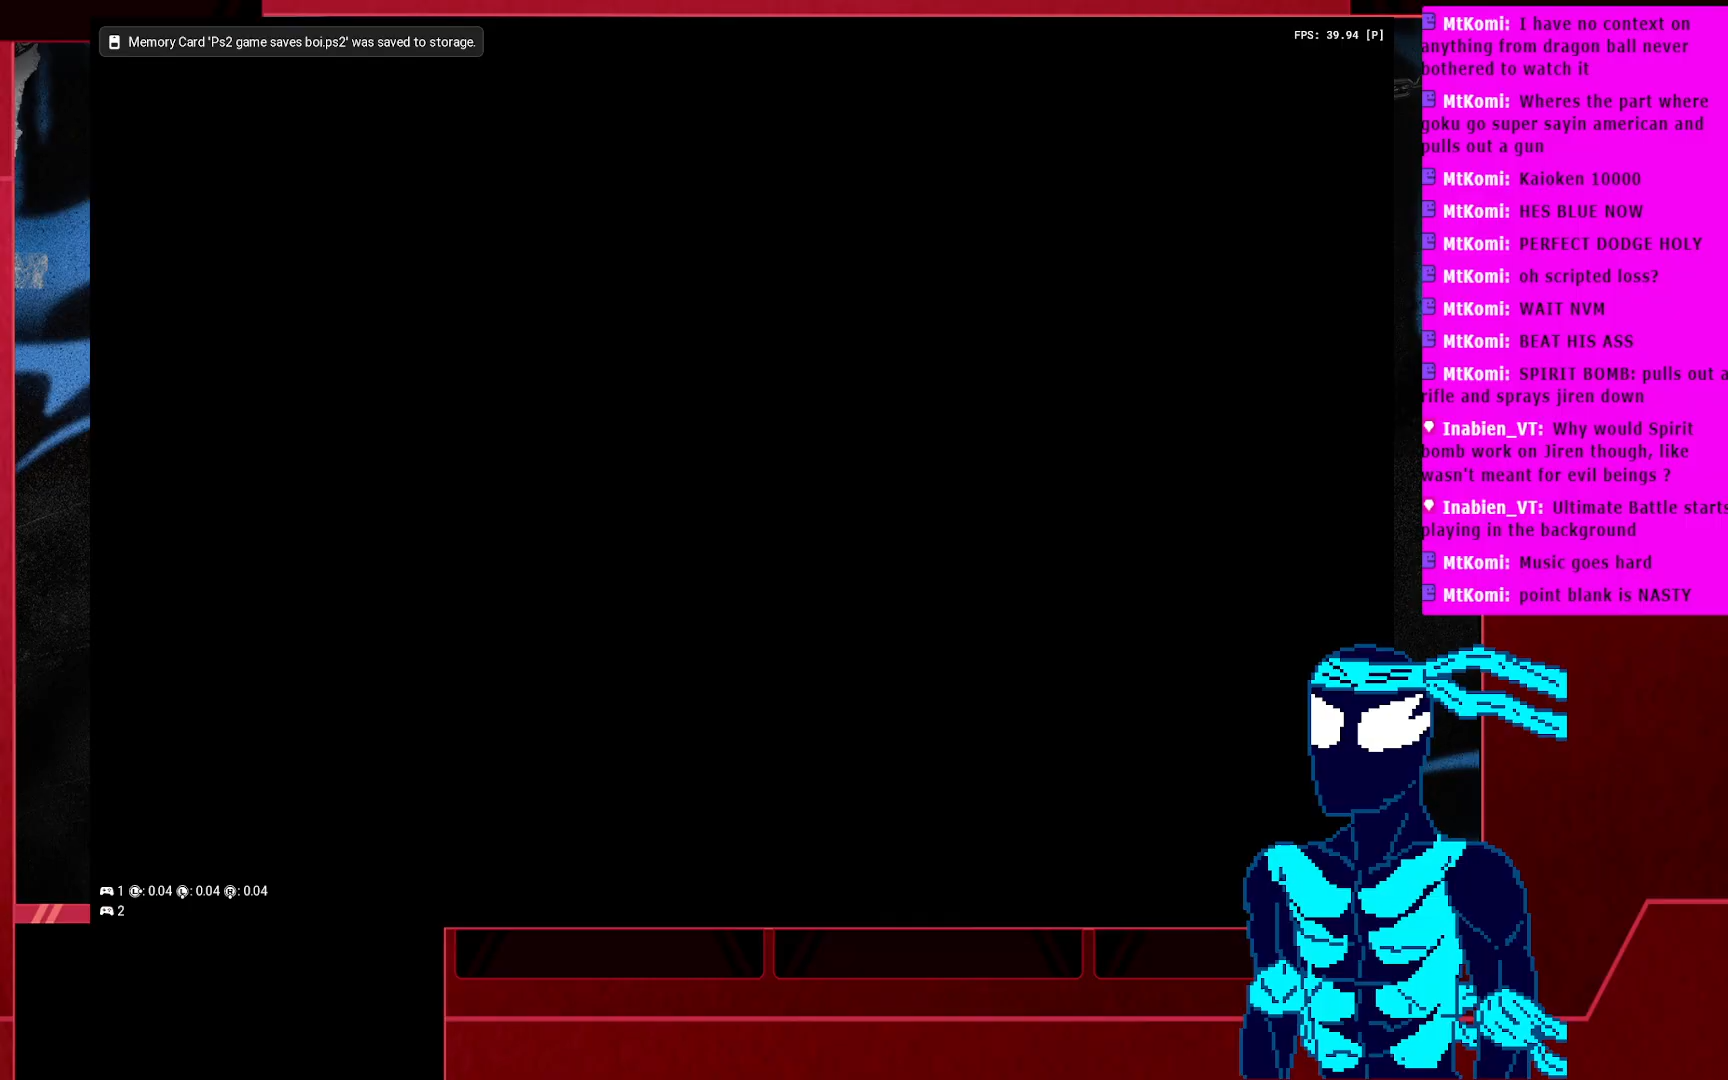 Memory Card 'Ps2 game saves boi.ps2' was saved to storage.
FPS: 39.94 [P]
MtKomi: I have no context on
anything from dragon ball never
bothered to watch it
MtKomi: Wheres the part where
goku go super sayin american and
pulls out a gun
MtKomi: Kaioken 10000
MtKomi: HES BLUE NOW
MtKomi: PERFECT DODGE HOLY
MtKomi: oh scripted loss?
MtKomi: WAIT NVM
MtKomi: BEAT HIS ASS
MtKomi: SPIRIT BOMB: pulls out a
rifle and sprays jiren down
Inabien_VT: Why would Spirit
bomb work on Jiren though, like
wasn't meant for evil beings ?
Inabien_VT: Ultimate Battle starts
playing in the background
MtKomi: Music goes hard
MtKomi: point blank is NASTY
1 L: 0.04 L: 0.04 R: 0.04
2